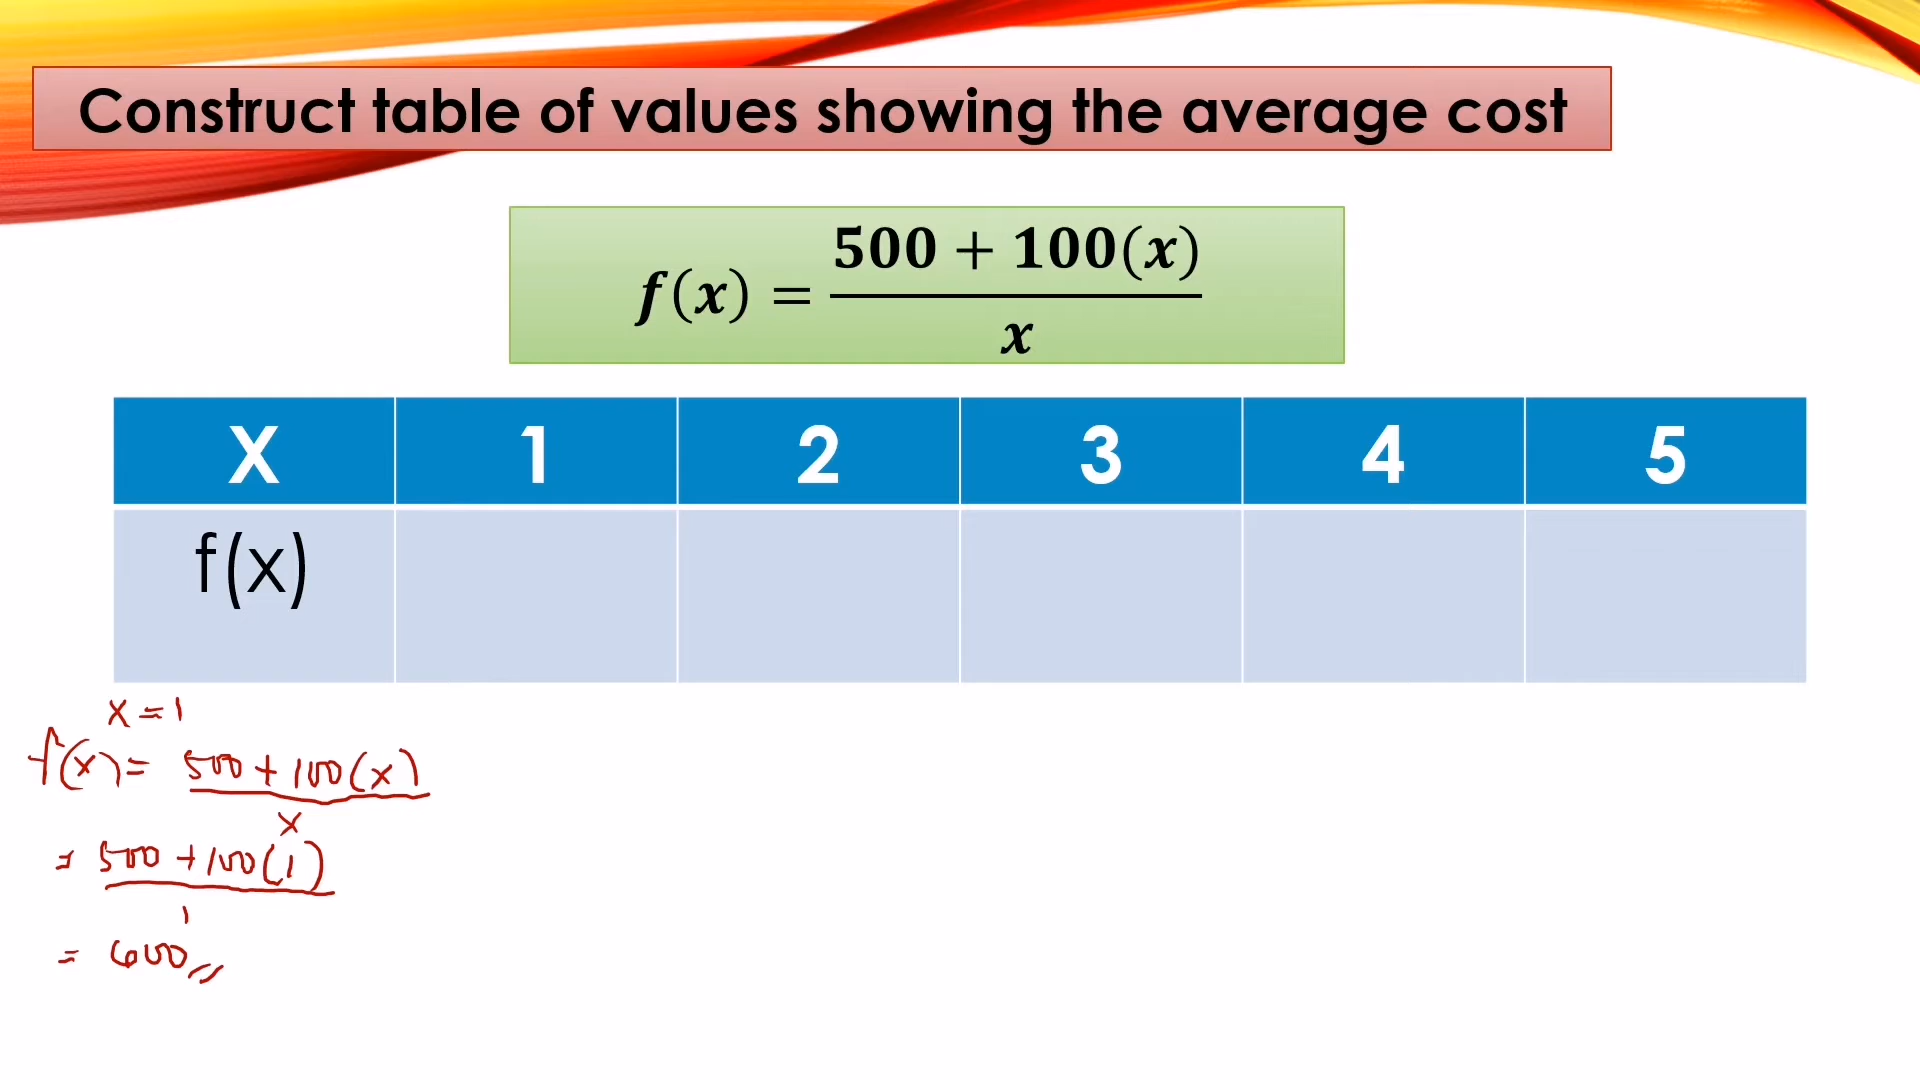 Construct table of values showing the average cost
f(x) = 500 + 100(x) / x
X 1 2 3 4 5
f(x)
x = 1
f(x) = 500 + 100(x) / x
= 500 + 100(1) / 1
= 600 //